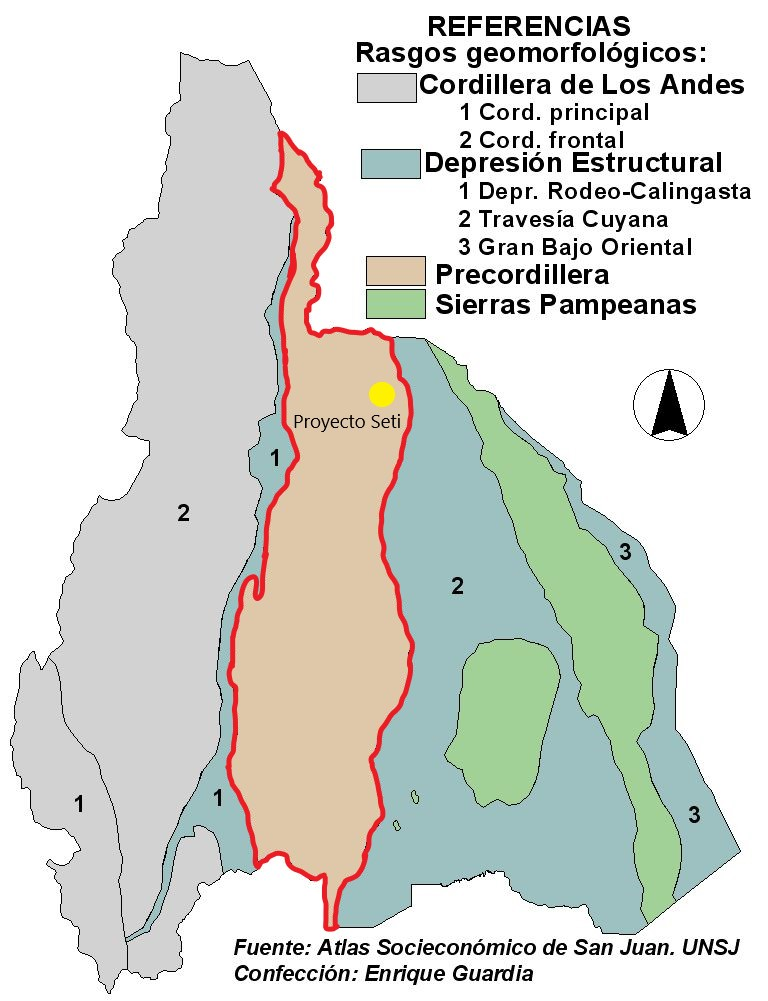 REFERENCIAS
Rasgos geomorfológicos:
Cordillera de Los Andes
1 Cord. principal
2 Cord. frontal
Depresión Estructural
1 Depr. Rodeo-Calingasta
2 Travesía Cuyana
3 Gran Bajo Oriental
Precordillera
Sierras Pampeanas
Proyecto Seti
1
2
3
2
1
1
3
Fuente: Atlas Socieconómico de San Juan. UNSJ
Confección: Enrique Guardia